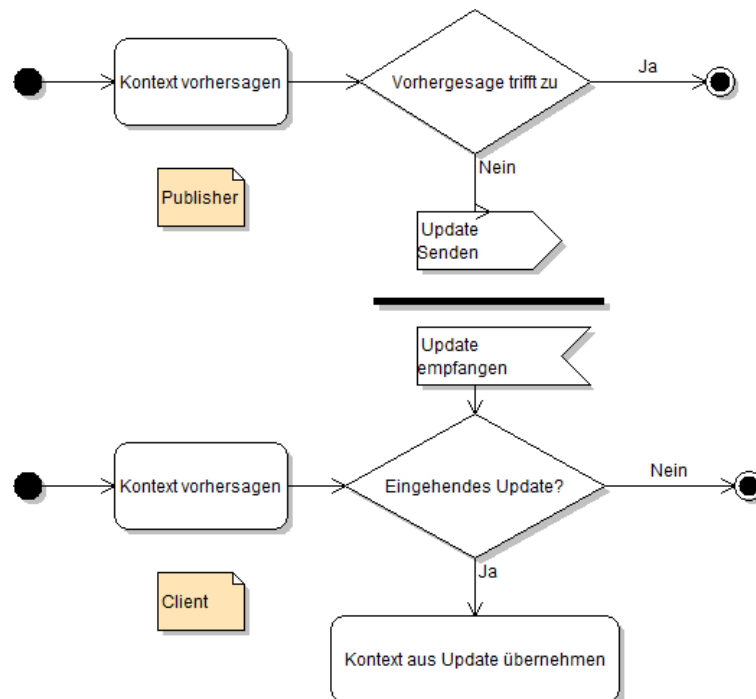 Kontext vorhersagen
Vorhergesage trifft zu
Ja
Nein
Publisher
Update
Senden
Update
empfangen
Kontext vorhersagen
Eingehendes Update?
Nein
Ja
Client
Kontext aus Update übernehmen